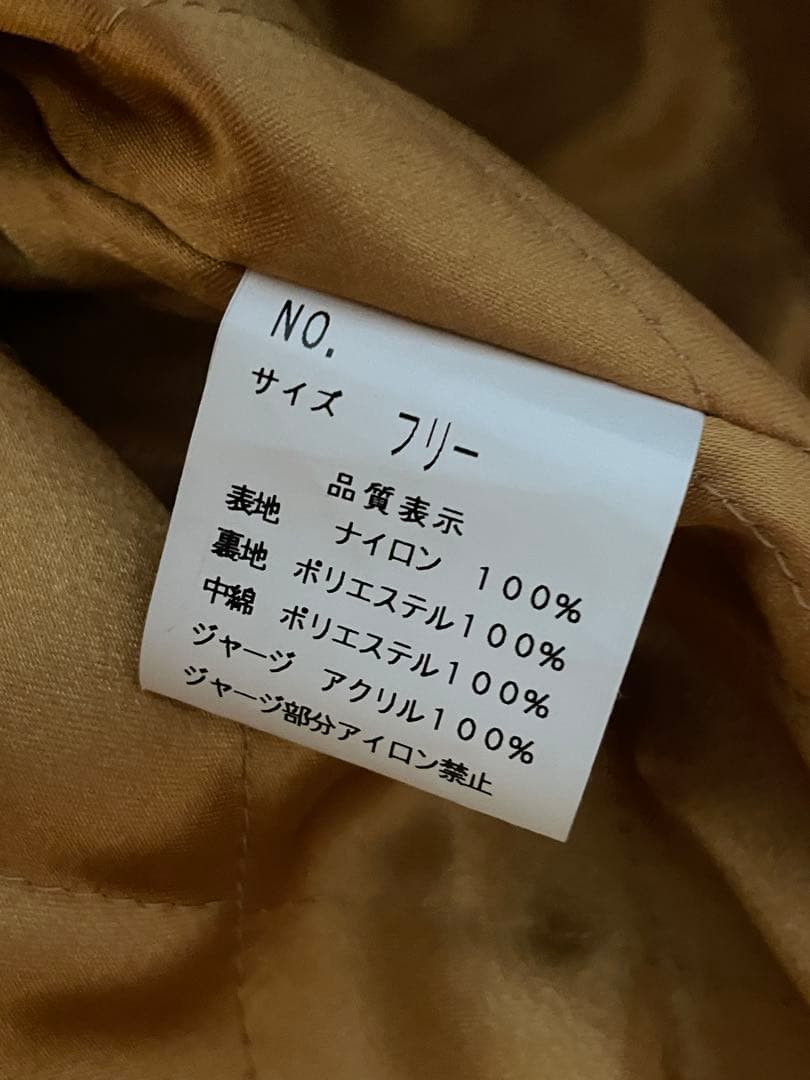 NO.
サイズ フリー
品質表示
表地 ナイロン 100%
裏地 ポリエステル100%
中綿 ポリエステル100%
ジャージ アクリル100%
ジャージ部分アイロン禁止